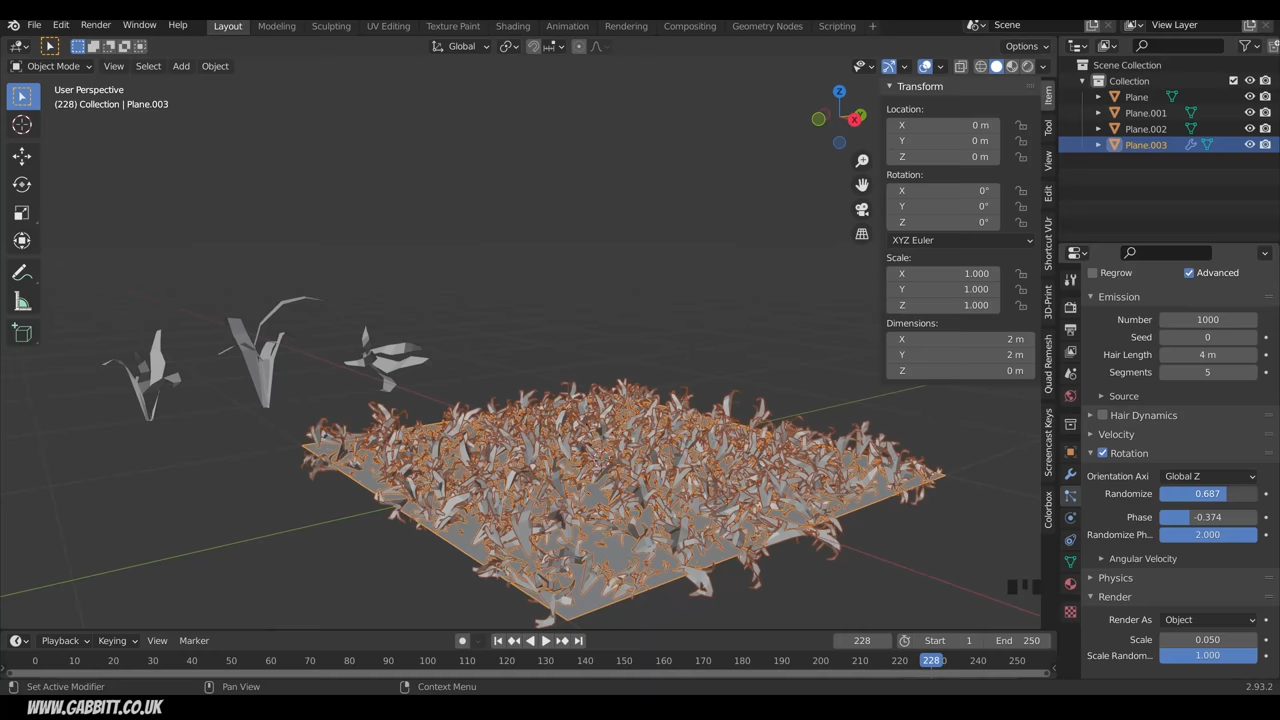 File Edit Render Window Help Layout Modeling Sculpting UV Editing Texture Paint Shading Animation Rendering Compositing Geometry Nodes Scripting + Scene View Layer
Global Options
Object Mode View Select Add Object
User Perspective
(228) Collection | Plane.003
Z
Y
X
Transform
Location:
X 0 m
Y 0 m
Z 0 m
Rotation:
X 0°
Y 0°
Z 0°
XYZ Euler
Scale:
X 1.000
Y 1.000
Z 1.000
Dimensions:
X 2 m
Y 2 m
Z 0 m
Item
Tool
View
Edit
Shortcut VUr
3D-Print
Quad Remesh
Screencast Keys
Colorbox
Scene Collection
Collection
Plane
Plane.001
Plane.002
Plane.003
Regrow Advanced
Emission
Number 1000
Seed 0
Hair Length 4 m
Segments 5
Source
Hair Dynamics
Velocity
Rotation
Orientation Axi Global Z
Randomize 0.687
Phase -0.374
Randomize Ph... 2.000
Angular Velocity
Physics
Render
Render As Object
Scale 0.050
Scale Random... 1.000
Playback Keying View Marker 228 Start 1 End 250
0 10 20 30 40 50 60 70 80 90 100 110 120 130 140 150 160 170 180 190 200 210 220 228 240 250
Set Active Modifier Pan View Context Menu 2.93.2
WWW.GABBITT.CO.UK